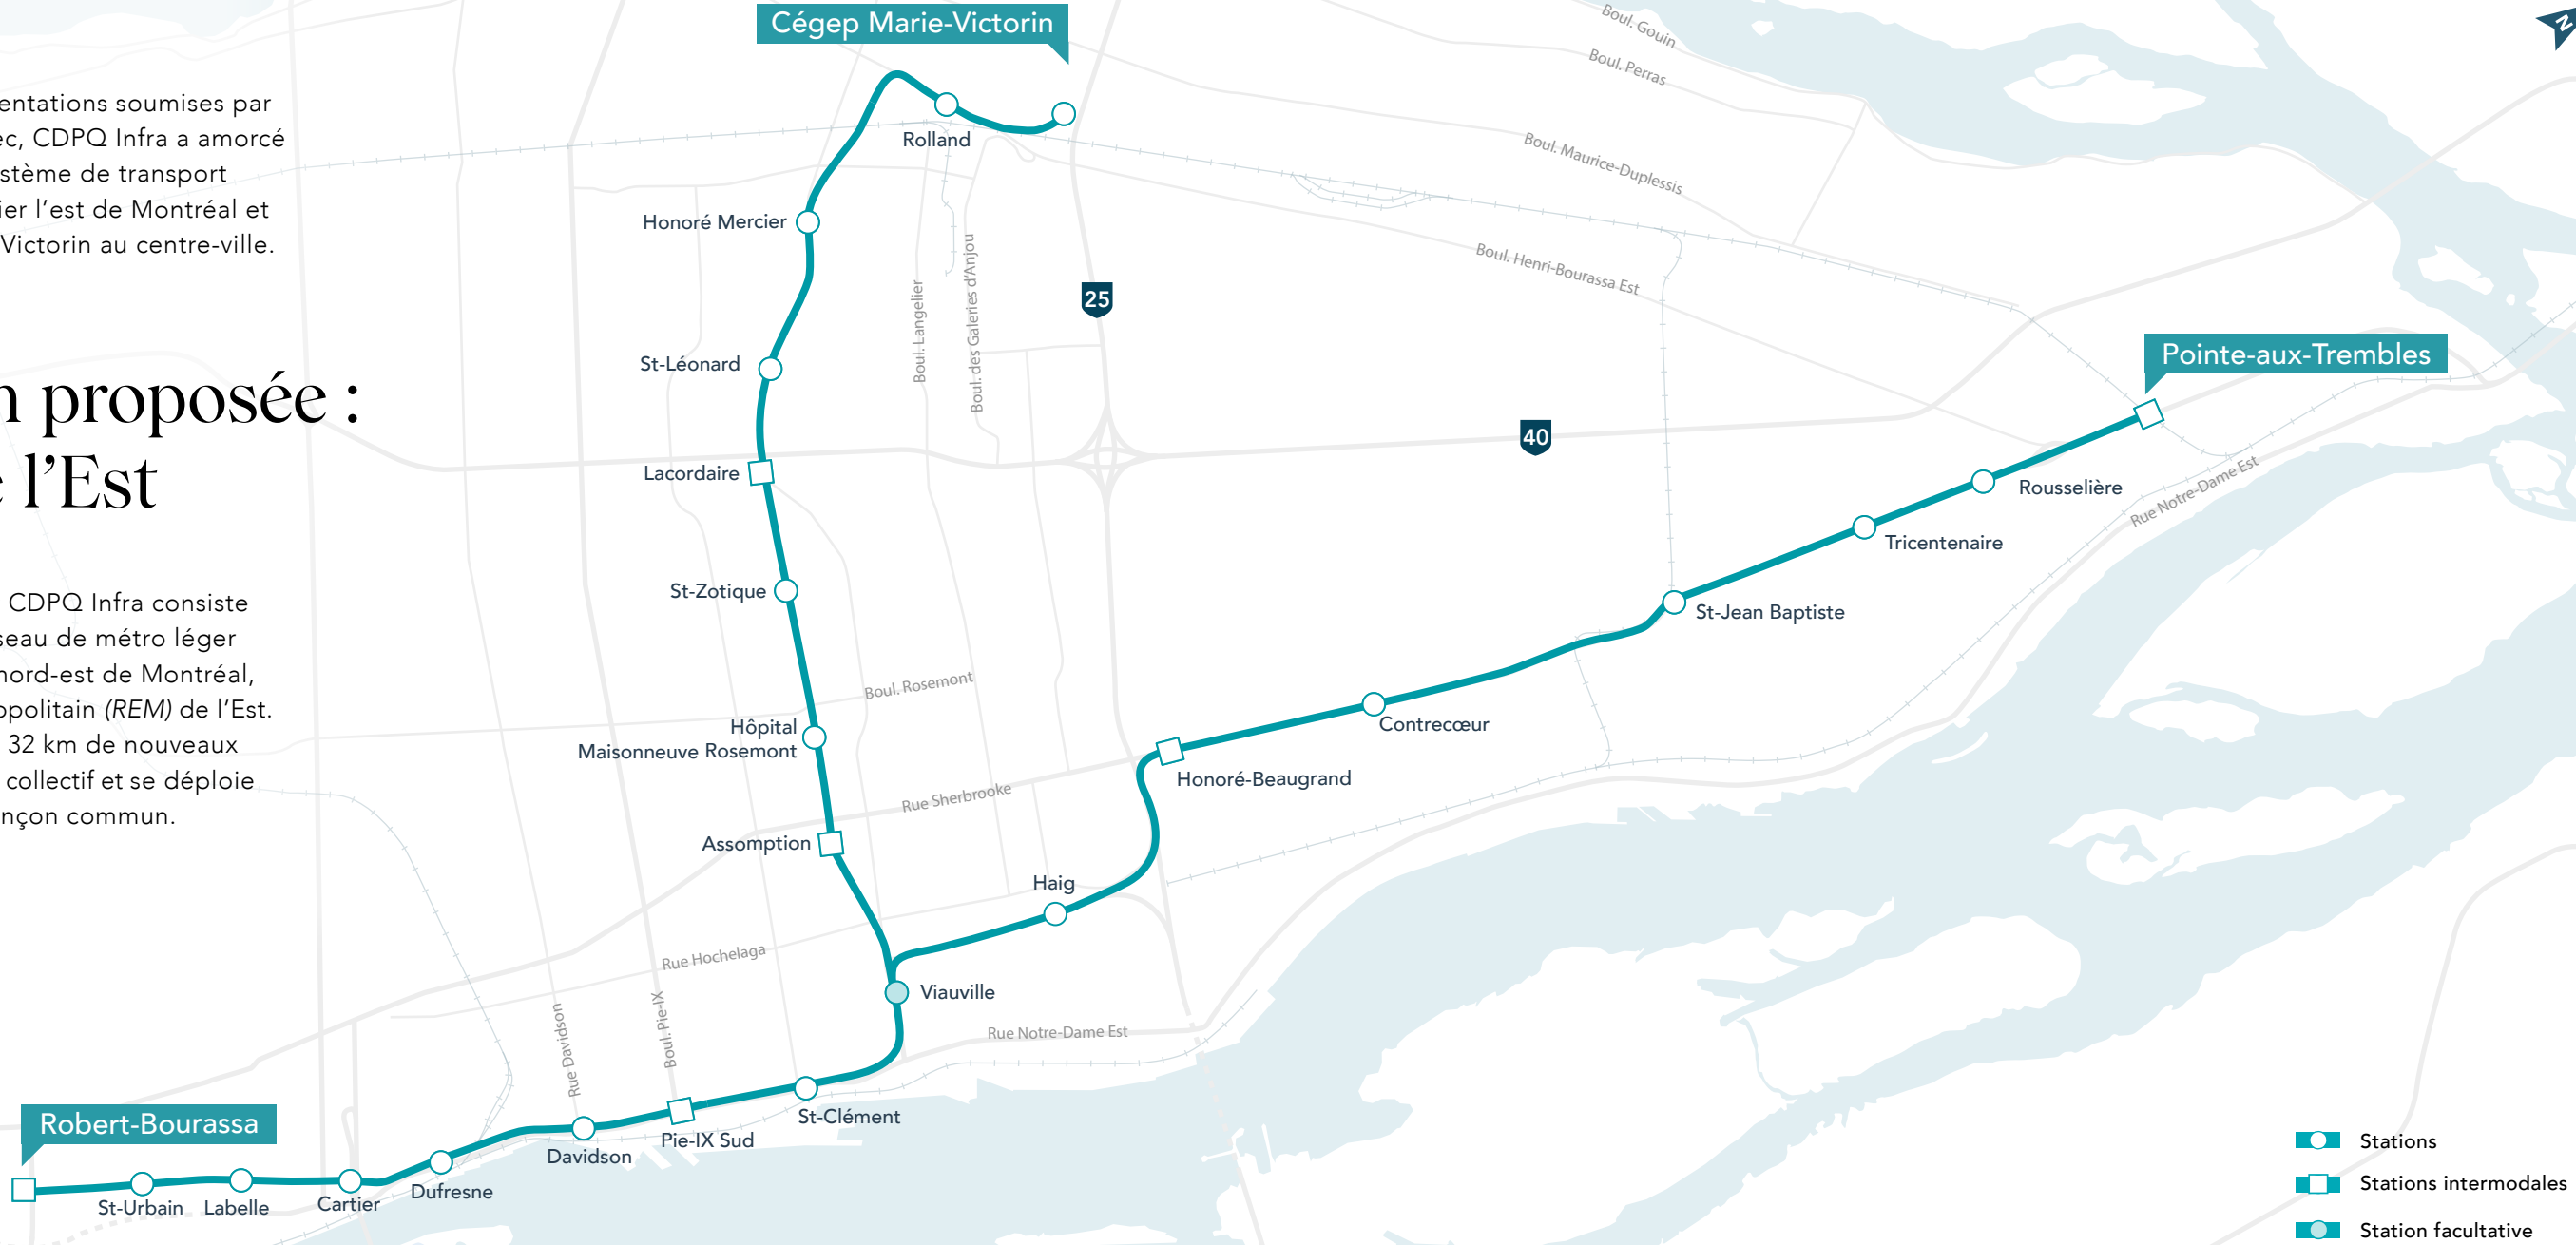 entations soumises par
ec, CDPQ Infra a amorcé
stème de transport
ier l'est de Montréal et
Victorin au centre-ville.
n proposée :
e l'Est
CDPQ Infra consiste
seau de métro léger
nord-est de Montréal,
opolitain (REM) de l'Est.
32 km de nouveaux
collectif et se déploie
nçon commun.
Cégep Marie-Victorin
Rolland
Honoré Mercier
St-Léonard
Lacordaire
St-Zotique
Hôpital
Maisonneuve Rosemont
Assomption
Viauville
Haig
Honoré-Beaugrand
Contrecœur
St-Jean Baptiste
Tricentenaire
Rousselière
Pointe-aux-Trembles
St-Clément
Pie-IX Sud
Davidson
Dufresne
Cartier
Labelle
St-Urbain
Robert-Bourassa
Boul. Gouin
Boul. Perras
Boul. Maurice-Duplessis
Boul. Henri-Bourassa Est
Boul. Langelier
Boul. des Galeries d'Anjou
25
40
Boul. Rosemont
Rue Sherbrooke
Rue Hochelaga
Rue Davidson
Boul. Pie-IX
Rue Notre-Dame Est
Rue Notre-Dame Est
N
Stations
Stations intermodales
Station facultative